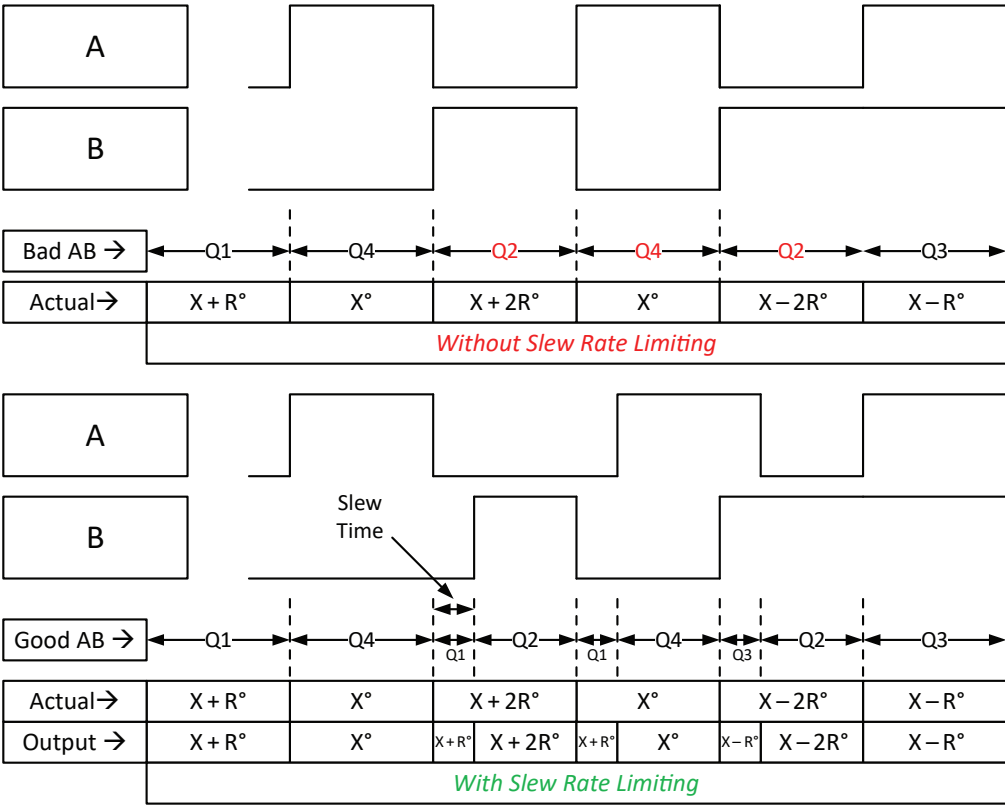 A
B
Bad AB → Q1 Q4 Q2 Q4 Q2 Q3
Actual→ X + R° X° X + 2R° X° X – 2R° X – R°
Without Slew Rate Limiting
A
Slew
Time
B
Good AB → Q1 Q4 Q1 Q2 Q1 Q4 Q3 Q2 Q3
Actual→ X + R° X° X + 2R° X° X – 2R° X – R°
Output → X + R° X° X + R° X + 2R° X + R° X° X – R° X – 2R° X – R°
With Slew Rate Limiting